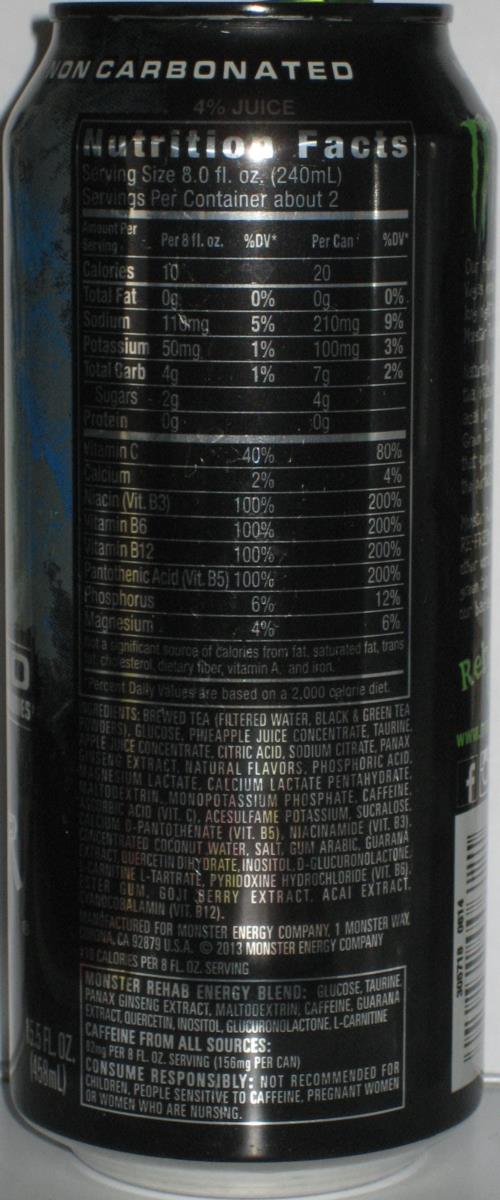 NON CARBONATED
4% JUICE
Nutrition Facts
Serving Size 8.0 fl. oz. (240mL)
Servings Per Container about 2
Amount Per Serving Per 8 fl. oz. %DV* Per Can %DV*
Calories 10 20
Total Fat 0g 0% 0g 0%
Sodium 110mg 5% 210mg 9%
Potassium 50mg 1% 100mg 3%
Total Carb 4g 1% 7g 2%
Sugars 2g 4g
Protein 0g 0g
Vitamin C 40% 80%
Calcium 2% 4%
Niacin (Vit. B3) 100% 200%
Vitamin B6 100% 200%
Vitamin B12 100% 200%
Pantothenic Acid (Vit. B5) 100% 200%
Phosphorus 6% 12%
Magnesium 4% 6%
Not a significant source of calories from fat, saturated fat, trans
fat, cholesterol, dietary fiber, vitamin A, and iron.
*Percent Daily Values are based on a 2,000 calorie diet.
INGREDIENTS: BREWED TEA (FILTERED WATER, BLACK & GREEN TEA
POWDERS), GLUCOSE, PINEAPPLE JUICE CONCENTRATE, TAURINE,
APPLE JUICE CONCENTRATE, CITRIC ACID, SODIUM CITRATE, PANAX
GINSENG EXTRACT, NATURAL FLAVORS, PHOSPHORIC ACID,
MAGNESIUM LACTATE, CALCIUM LACTATE PENTAHYDRATE,
MALTODEXTRIN, MONOPOTASSIUM PHOSPHATE, CAFFEINE,
ASCORBIC ACID (VIT. C), ACESULFAME POTASSIUM, SUCRALOSE,
CALCIUM D-PANTOTHENATE (VIT. B5), NIACINAMIDE (VIT. B3),
CONCENTRATED COCONUT WATER, SALT, GUM ARABIC, GUARANA
EXTRACT, QUERCETIN DIHYDRATE, INOSITOL, D-GLUCURONOLACTONE,
L-CARNITINE L-TARTRATE, PYRIDOXINE HYDROCHLORIDE (VIT. B6),
ESTER GUM, GOJI BERRY EXTRACT, ACAI EXTRACT,
CYANOCOBALAMIN (VIT. B12).
MANUFACTURED FOR MONSTER ENERGY COMPANY, 1 MONSTER WAY,
CORONA, CA 92879 U.S.A. © 2013 MONSTER ENERGY COMPANY
*10 CALORIES PER 8 FL. OZ. SERVING
MONSTER REHAB ENERGY BLEND: GLUCOSE, TAURINE,
PANAX GINSENG EXTRACT, MALTODEXTRIN, CAFFEINE, GUARANA
EXTRACT, QUERCETIN, INOSITOL, GLUCURONOLACTONE, L-CARNITINE
CAFFEINE FROM ALL SOURCES:
82mg PER 8 FL. OZ. SERVING (156mg PER CAN)
CONSUME RESPONSIBLY: NOT RECOMMENDED FOR
CHILDREN, PEOPLE SENSITIVE TO CAFFEINE, PREGNANT WOMEN
OR WOMEN WHO ARE NURSING.
15.5 FL. OZ.
(458mL)
306718 0814